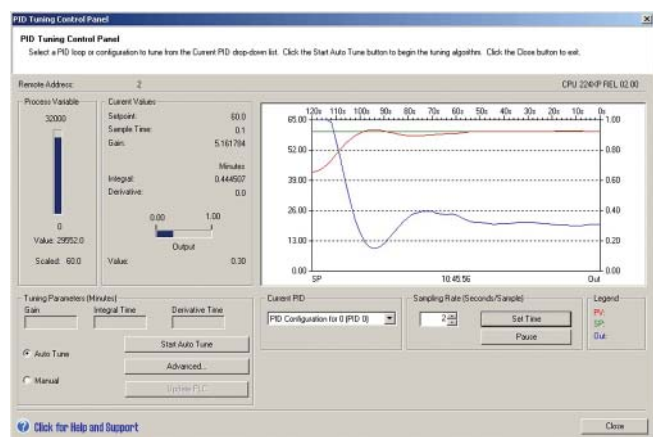 PID Tuning Control Panel
PID Tuning Control Panel
Select a PID loop or configuration to tune from the Current PID drop-down list. Click the Start Auto Tune button to begin the tuning algorithm. Click the Close button to exit.
Remote Address: 2 CPU 224XP REL 02.00
Process Variable
32000
0
Value: 29552.0
Scaled: 60.0
Current Values
Setpoint: 60.0
Sample Time: 0.1
Gain: 5.161784
Minutes
Integral: 0.444507
Derivative: 0.0
0.00 1.00
Output
Value: 0.30
120s 110s 100s 90s 80s 70s 60s 50s 40s 30s 20s 10s 0s
65.00 1.00
52.00 0.80
39.00 0.60
26.00 0.40
13.00 0.20
0.00 0.00
SP 10:45:56 Out
Tuning Parameters (Minutes)
Gain Integral Time Derivative Time
Auto Tune
Manual
Start Auto Tune
Advanced...
Update PLC
Current PID
PID Configuration for 0 (PID 0)
Sampling Rate (Seconds/Sample)
2
Set Time
Pause
Legend
PV:
SP:
Out:
Click for Help and Support
Close